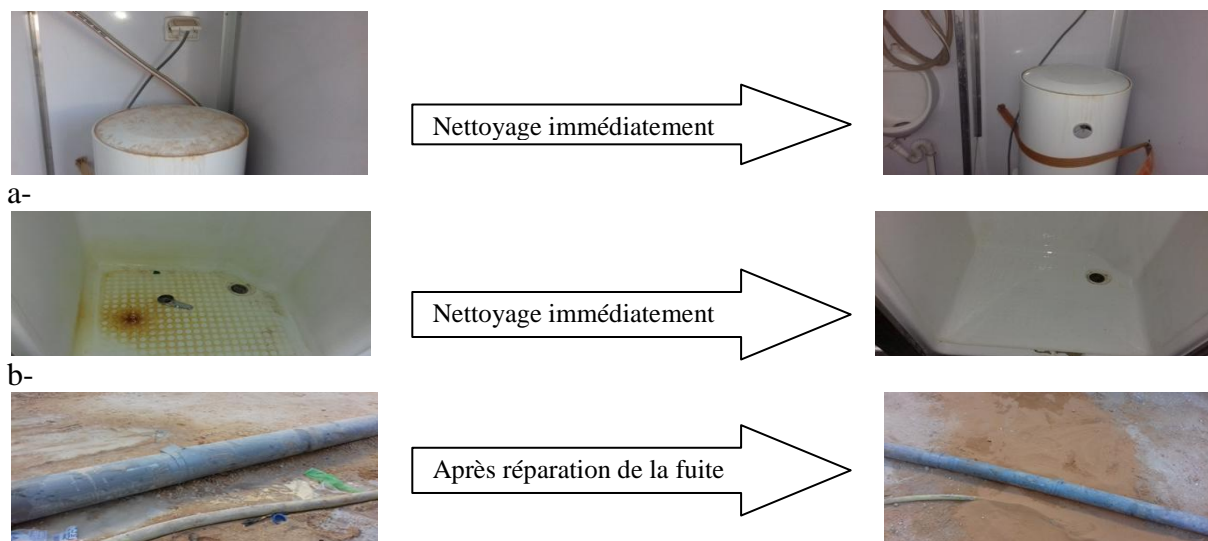 Nettoyage immédiatement
a-
Nettoyage immédiatement
b-
Après réparation de la fuite